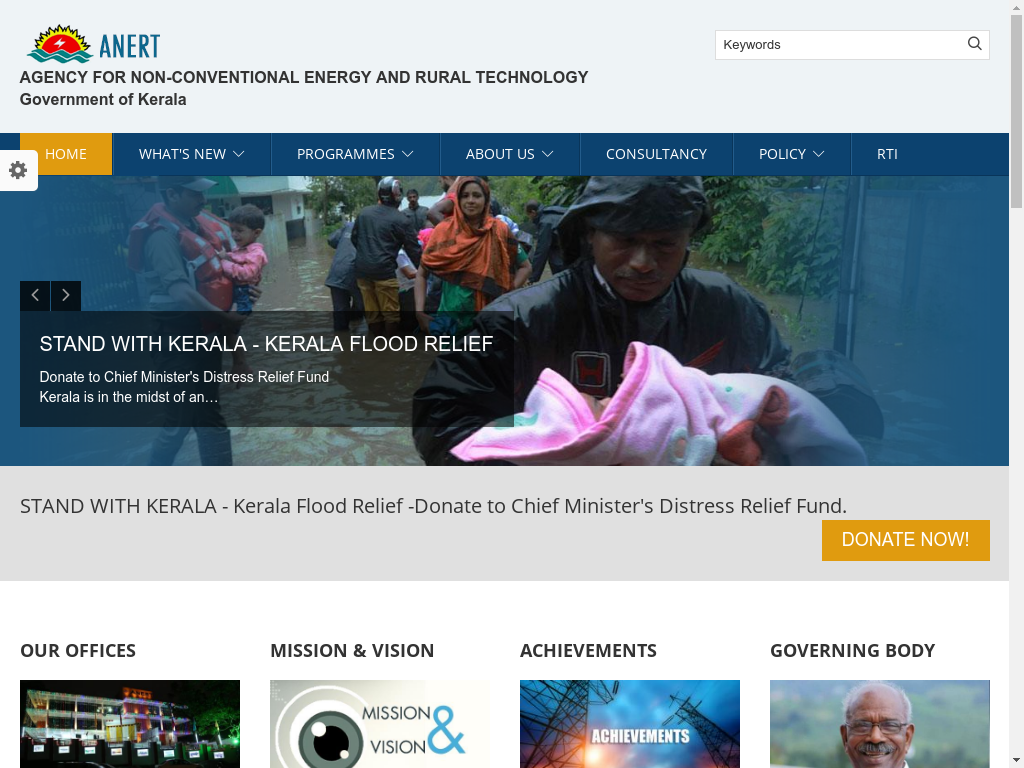 ANERT
AGENCY FOR NON-CONVENTIONAL ENERGY AND RURAL TECHNOLOGY
Government of Kerala
Keywords
HOME
WHAT'S NEW
PROGRAMMES
ABOUT US
CONSULTANCY
POLICY
RTI
STAND WITH KERALA - KERALA FLOOD RELIEF
Donate to Chief Minister's Distress Relief Fund
Kerala is in the midst of an…
STAND WITH KERALA - Kerala Flood Relief -Donate to Chief Minister's Distress Relief Fund.
DONATE NOW!
OUR OFFICES
MISSION & VISION
ACHIEVEMENTS
GOVERNING BODY
MISSION
&
VISION
ACHIEVEMENTS